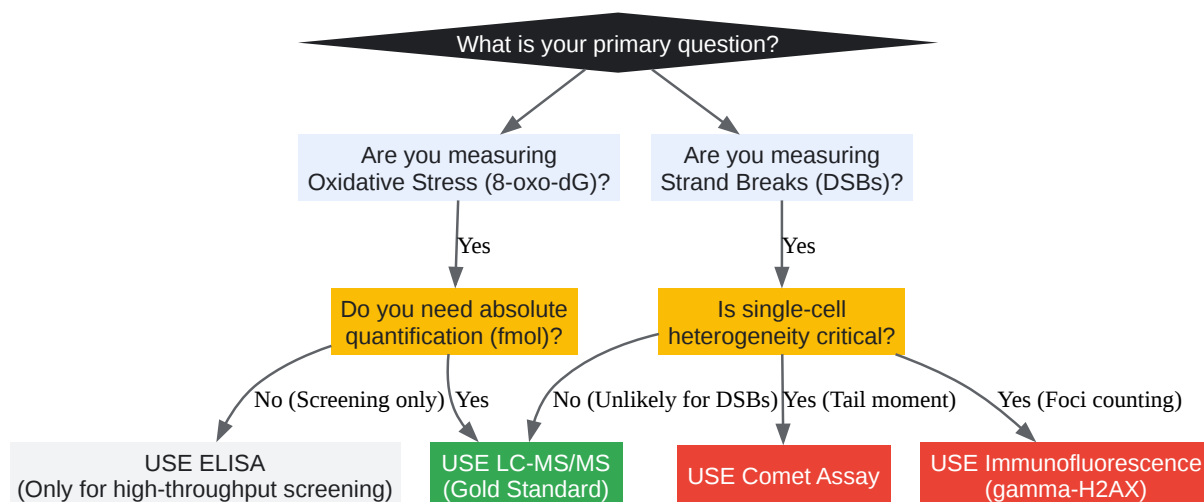 What is your primary question?
Are you measuring
Oxidative Stress (8-oxo-dG)?
Are you measuring
Strand Breaks (DSBs)?
Yes
Yes
Do you need absolute
quantification (fmol)?
Is single-cell
heterogeneity critical?
No (Screening only)
Yes
No (Unlikely for DSBs)
Yes (Tail moment)
Yes (Foci counting)
USE ELISA
(Only for high-throughput screening)
USE LC-MS/MS
(Gold Standard)
USE Comet Assay
USE Immunofluorescence
(gamma-H2AX)